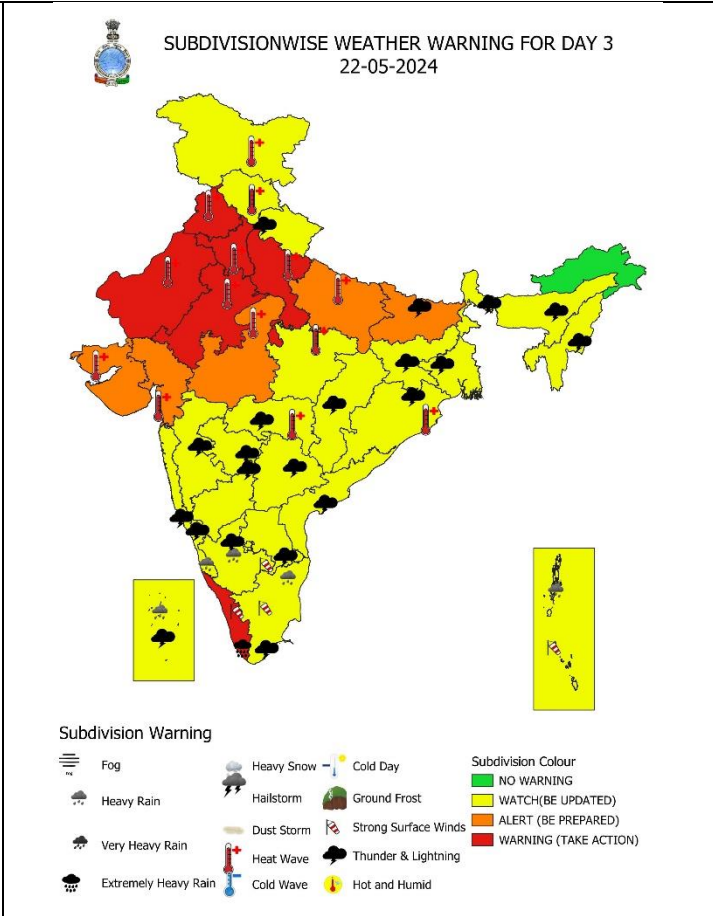 SUBDIVISIONWISE WEATHER WARNING FOR DAY 3
22-05-2024
Subdivision Warning
Fog
Fog
Heavy Rain
Very Heavy Rain
Extremely Heavy Rain
Heavy Snow
Hailstorm
Dust Storm
Heat Wave
Cold Wave
Cold Day
Ground Frost
Strong Surface Winds
Thunder & Lightning
Hot and Humid
Subdivision Colour
NO WARNING
WATCH(BE UPDATED)
ALERT (BE PREPARED)
WARNING (TAKE ACTION)